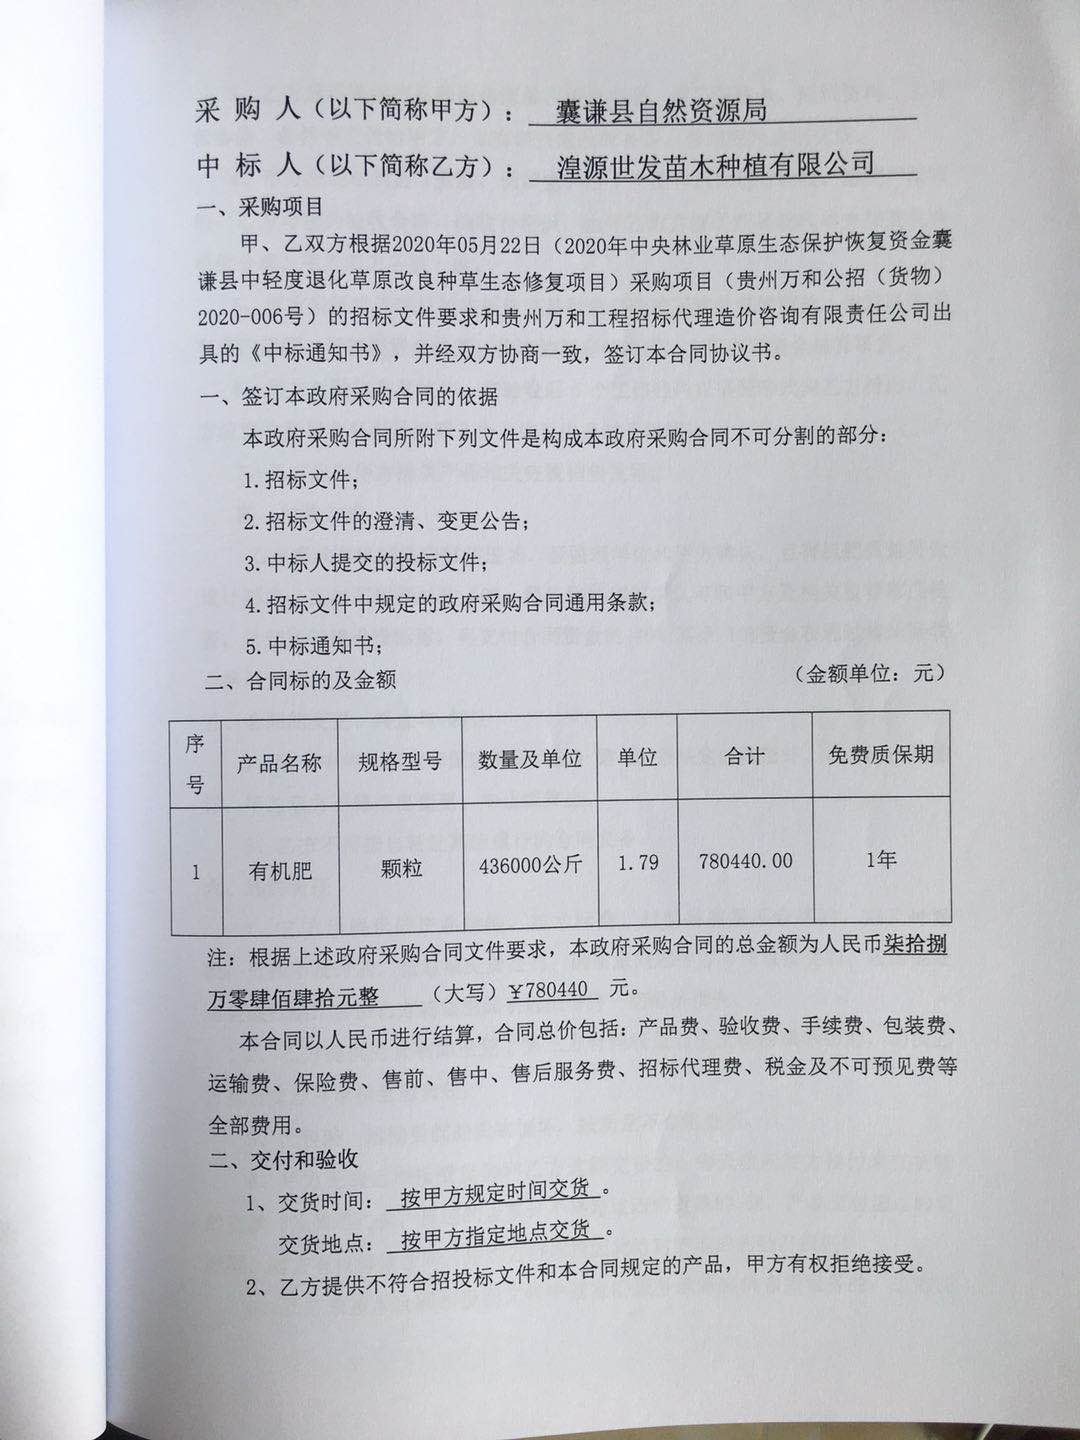 采 购 人（以下简称甲方）： 囊谦县自然资源局
中 标 人（以下简称乙方）： 湟源世发苗木种植有限公司
一、采购项目
甲、乙双方根据2020年05月22日（2020年中央林业草原生态保护恢复资金囊
谦县中轻度退化草原改良种草生态修复项目）采购项目（贵州万和公招（货物）
2020-006号）的招标文件要求和贵州万和工程招标代理造价咨询有限责任公司出
具的《中标通知书》，并经双方协商一致，签订本合同协议书。
一、签订本政府采购合同的依据
本政府采购合同所附下列文件是构成本政府采购合同不可分割的部分：
1.招标文件；
2.招标文件的澄清、变更公告；
3.中标人提交的投标文件；
4.招标文件中规定的政府采购合同通用条款；
5.中标通知书；
二、合同标的及金额 （金额单位：元）
序号 产品名称 规格型号 数量及单位 单位 合计 免费质保期
1 有机肥 颗粒 436000公斤 1.79 780440.00 1年
注：根据上述政府采购合同文件要求，本政府采购合同的总金额为人民币柒拾捌
万零肆佰肆拾元整 （大写）¥780440 元。
本合同以人民币进行结算，合同总价包括：产品费、验收费、手续费、包装费、
运输费、保险费、售前、售中、售后服务费、招标代理费、税金及不可预见费等
全部费用。
二、交付和验收
1、交货时间： 按甲方规定时间交货 。
交货地点： 按甲方指定地点交货 。
2、乙方提供不符合招投标文件和本合同规定的产品，甲方有权拒绝接受。